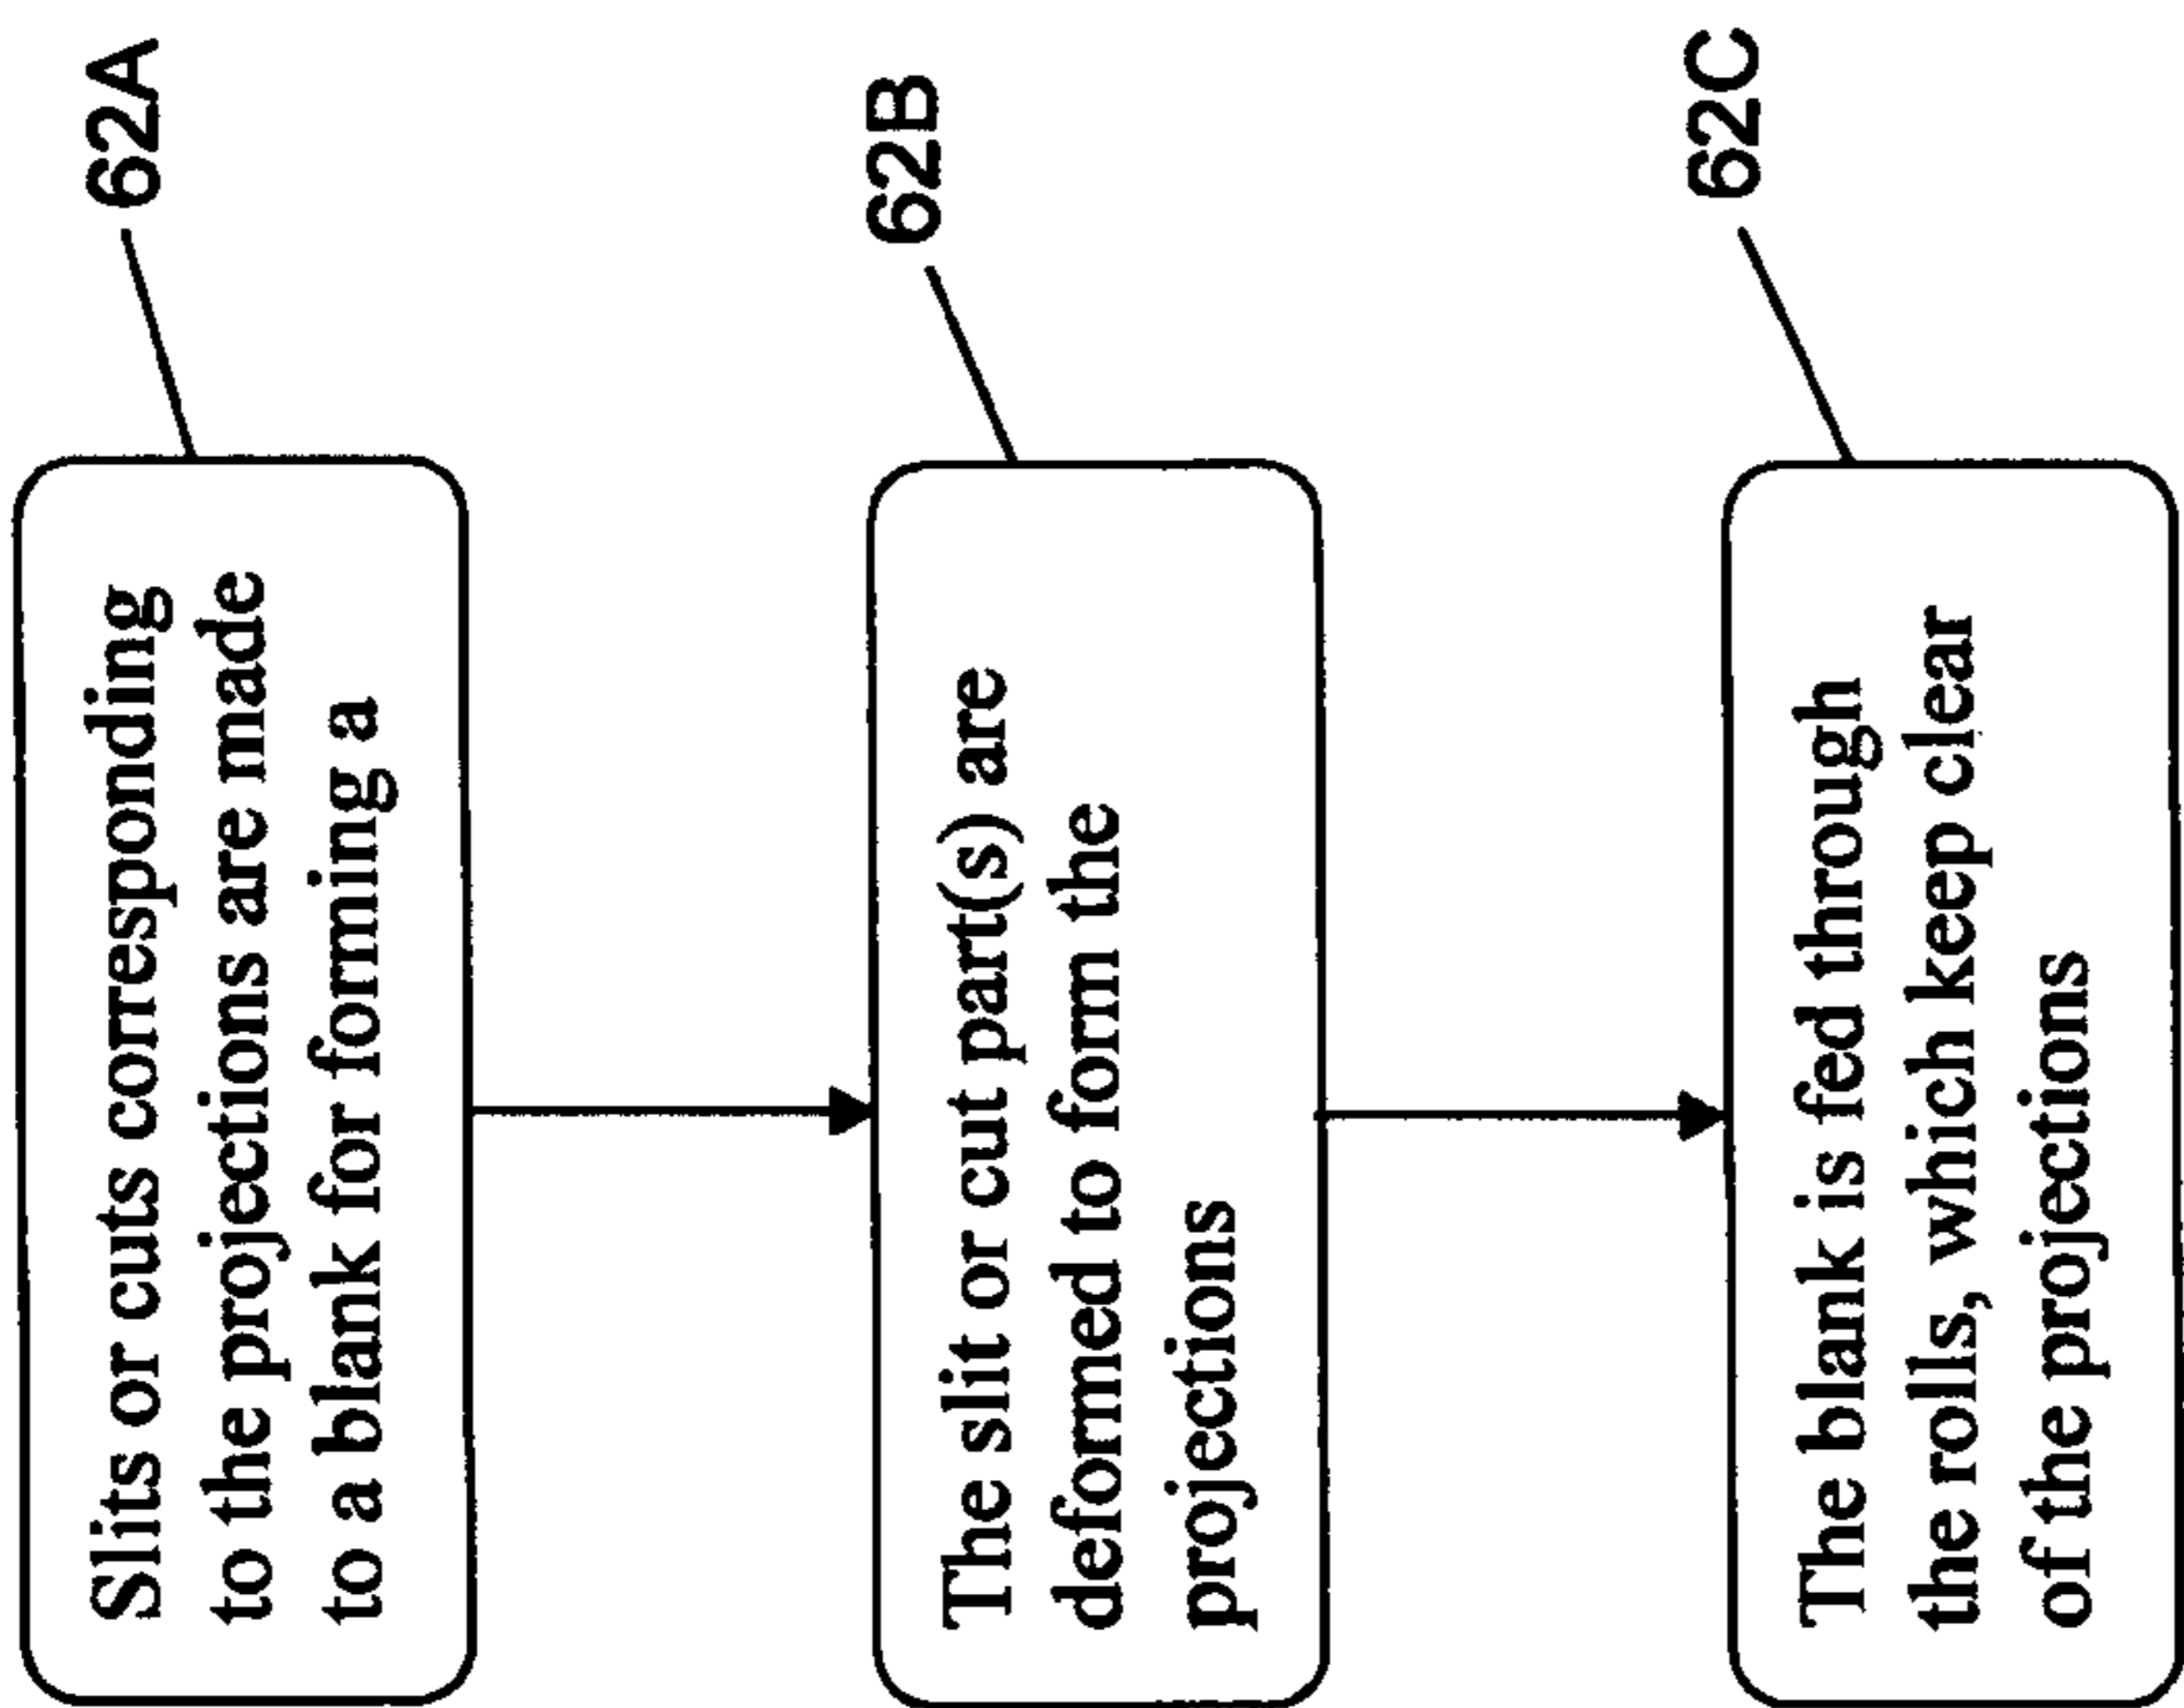 Slits or cuts corresponding
to the projections are made
to a blank for forming a
62A
The slit or cut part(s) are
deformed to form the
projections
62B
The blank is fed through
the rolls, which keep clear
of the projections
62C